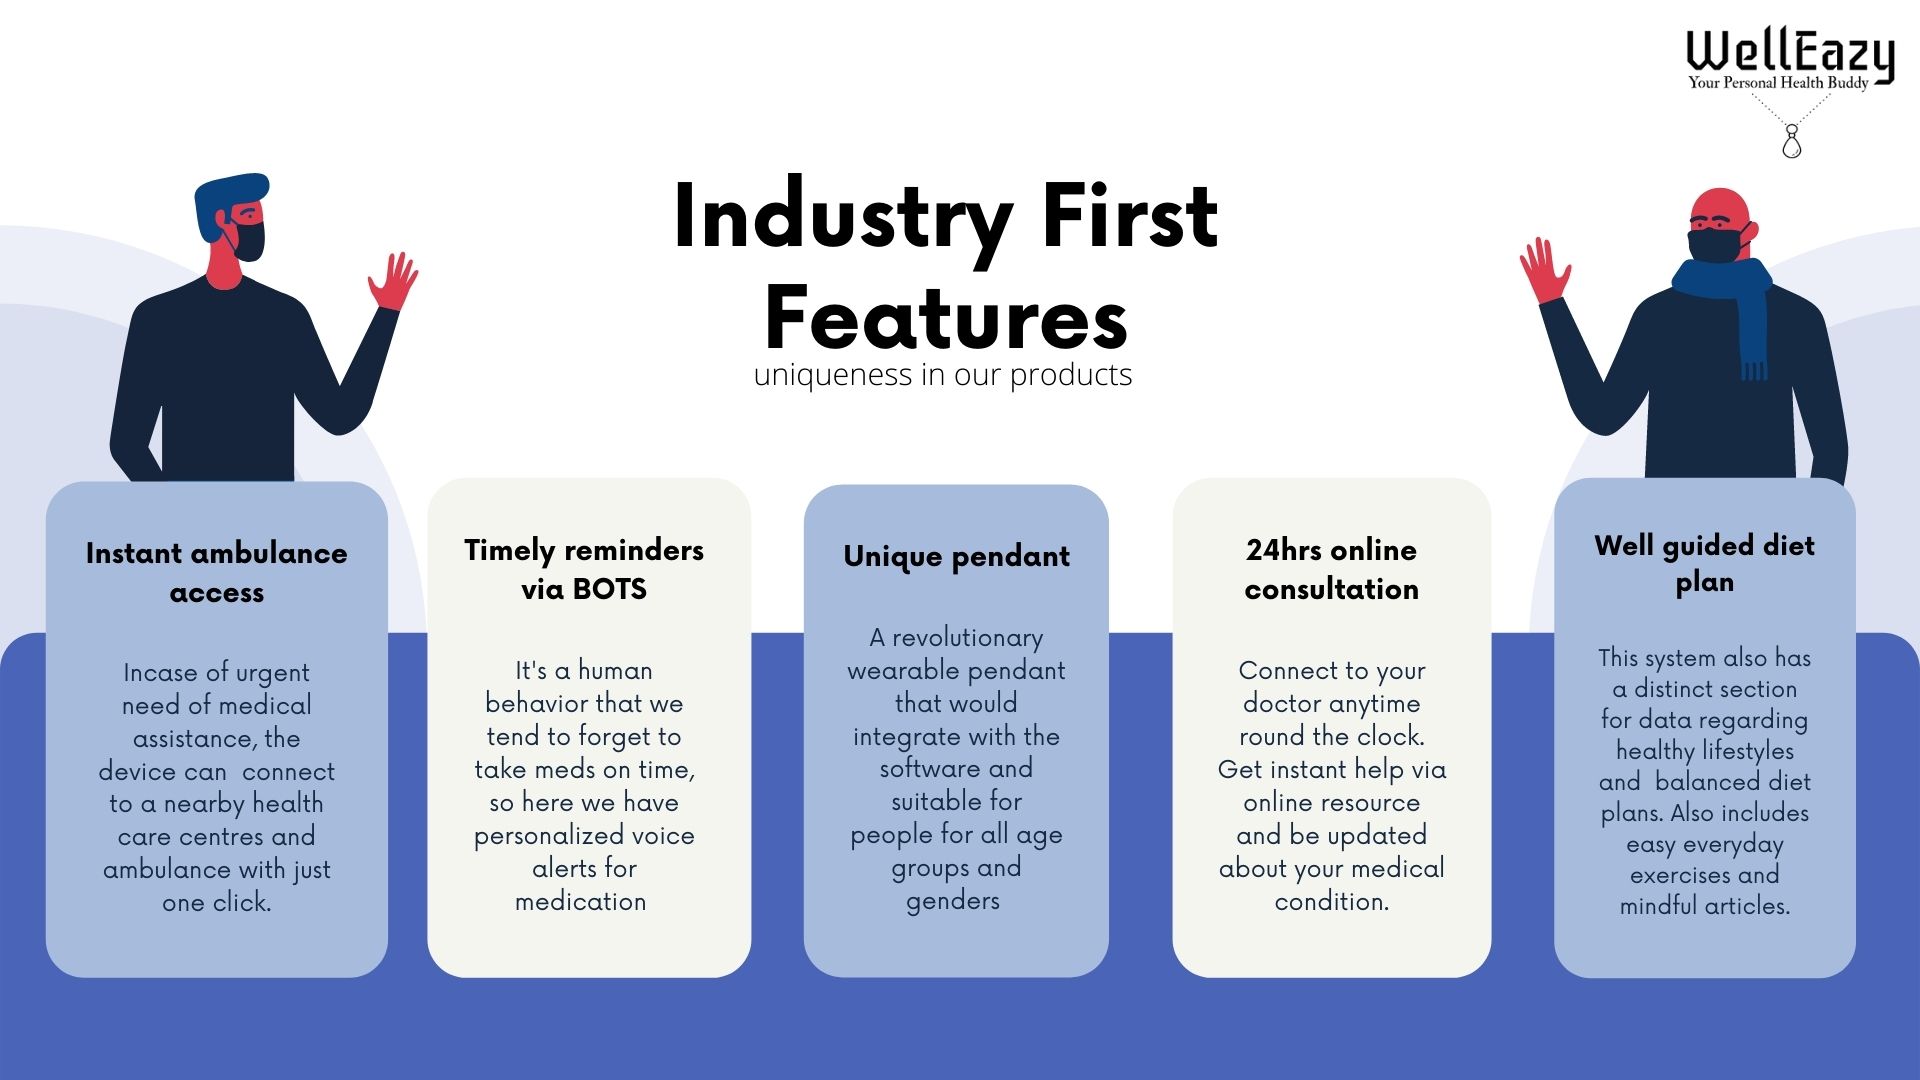 WellEazy
Your Personal Health Buddy
Industry First
Features
uniqueness in our products
Instant ambulance
access
Incase of urgent
need of medical
assistance, the
device can  connect
to a nearby health
care centres and
ambulance with just
one click.
Timely reminders
via BOTS
It's a human
behavior that we
tend to forget to
take meds on time,
so here we have
personalized voice
alerts for
medication
Unique pendant
A revolutionary
wearable pendant
that would
integrate with the
software and
suitable for
people for all age
groups and
genders
24hrs online
consultation
Connect to your
doctor anytime
round the clock.
Get instant help via
online resource
and be updated
about your medical
condition.
Well guided diet
plan
This system also has
a distinct section
for data regarding
healthy lifestyles
and  balanced diet
plans. Also includes
easy everyday
exercises and
mindful articles.